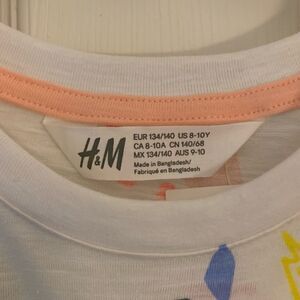 H&M
EUR 134/140 US 8-10Y
CA 8-10A CN 140/68
MX 134/140 AUS 9-10
Made in Bangladesh/
Fabriqué en Bangladesh